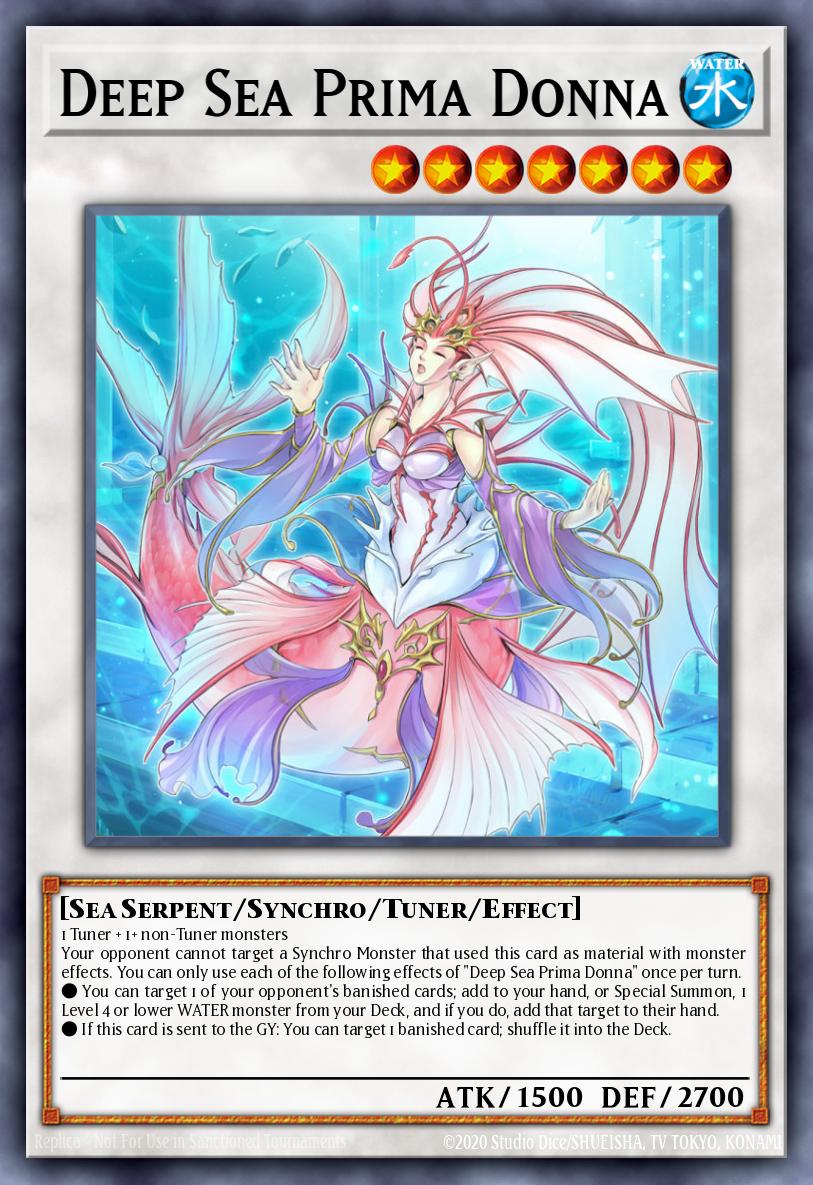 Deep Sea Prima Donna
WATER
水
[Sea Serpent/Synchro/Tuner/Effect]
1 Tuner + 1+ non-Tuner monsters
Your opponent cannot target a Synchro Monster that used this card as material with monster
effects. You can only use each of the following effects of "Deep Sea Prima Donna" once per turn.
● You can target 1 of your opponent's banished cards; add to your hand, or Special Summon, 1
Level 4 or lower WATER monster from your Deck, and if you do, add that target to their hand.
● If this card is sent to the GY: You can target 1 banished card; shuffle it into the Deck.
ATK/1500 DEF/2700
Replica - Not For Use in Sanctioned Tournaments
©2020 Studio Dice/SHUEISHA, TV TOKYO, KONAMI